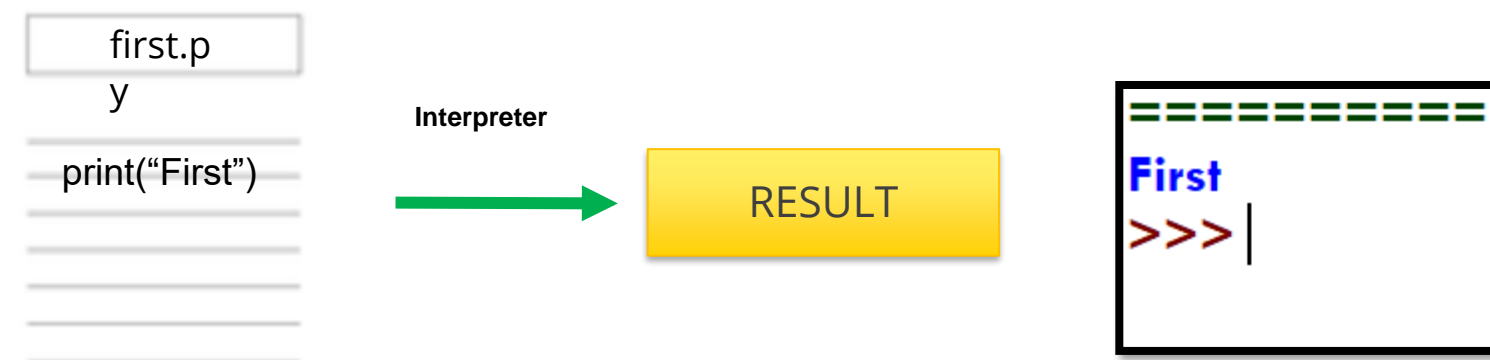 first.p
y
print(“First”)
Interpreter
RESULT
==========
First
>>>